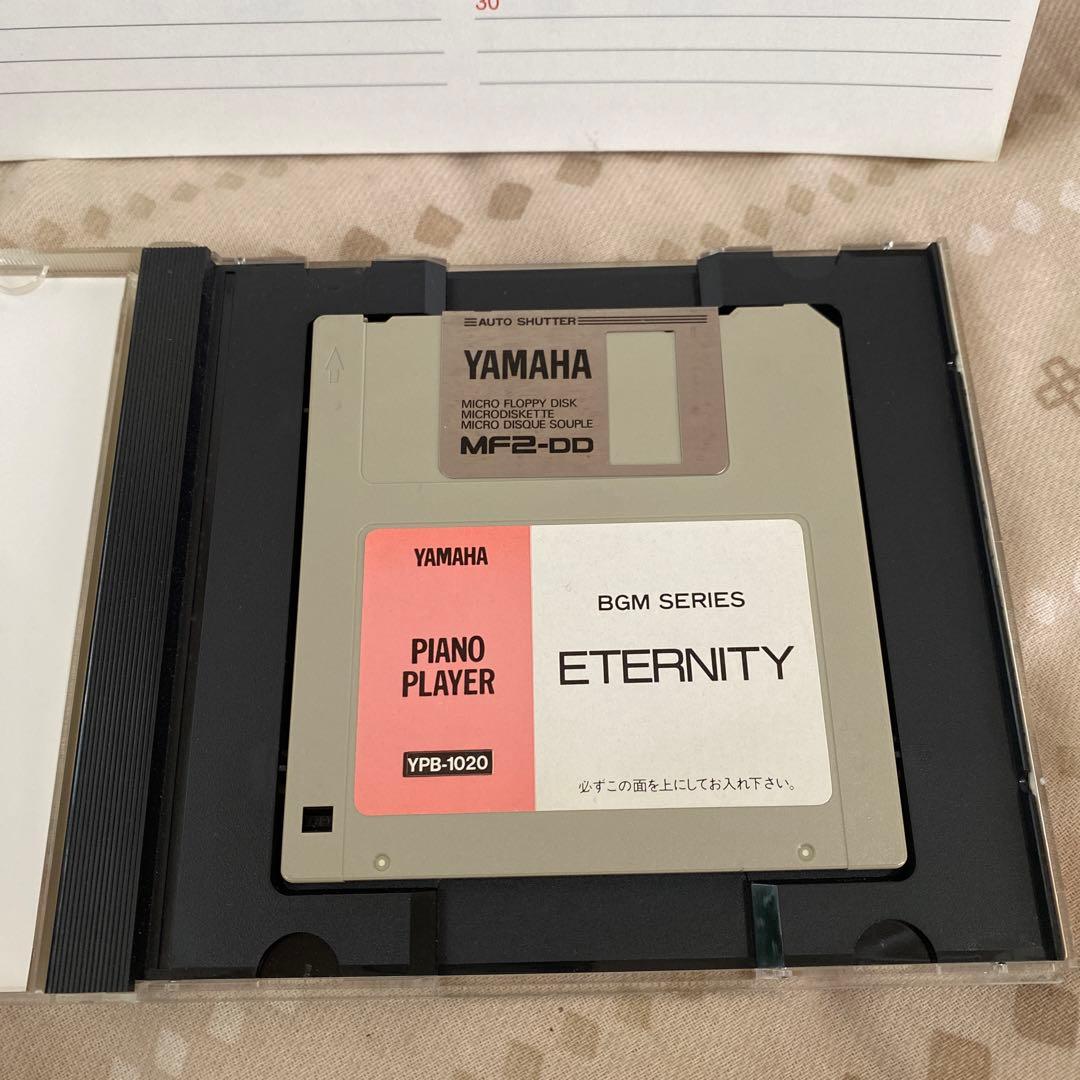 30
AUTO SHUTTER
YAMAHA
MICRO FLOPPY DISK
MICRODISKETTE
MICRO DISQUE SOUPLE
MF2-DD
YAMAHA
PIANO
PLAYER
YPB-1020
BGM SERIES
ETERNITY
必ずこの面を上にしてお入れ下さい。